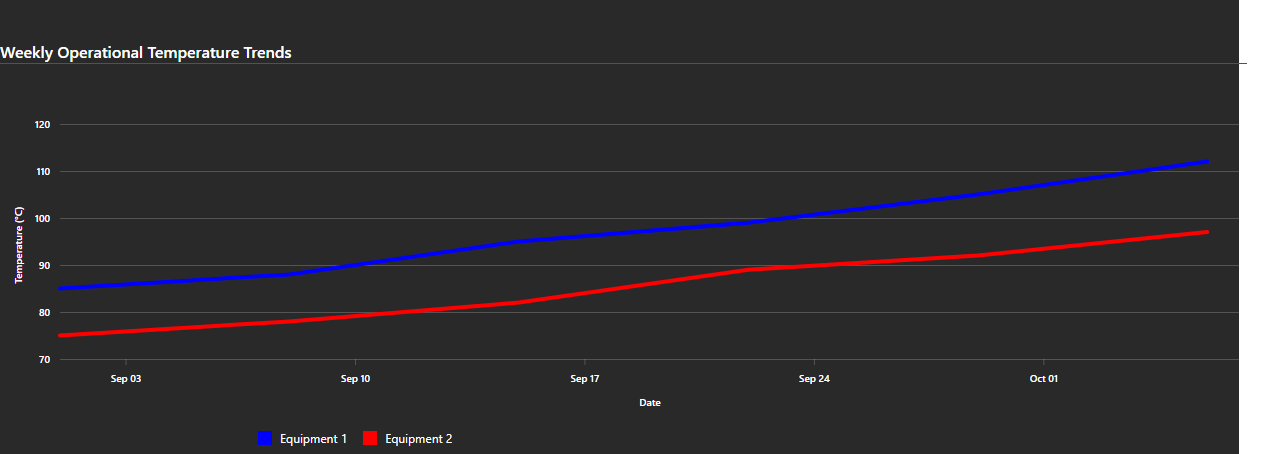 Weekly Operational Temperature Trends
120
110
100
90
80
70
Temperature (°C)
Sep 03 Sep 10 Sep 17 Sep 24 Oct 01
Date
Equipment 1 Equipment 2